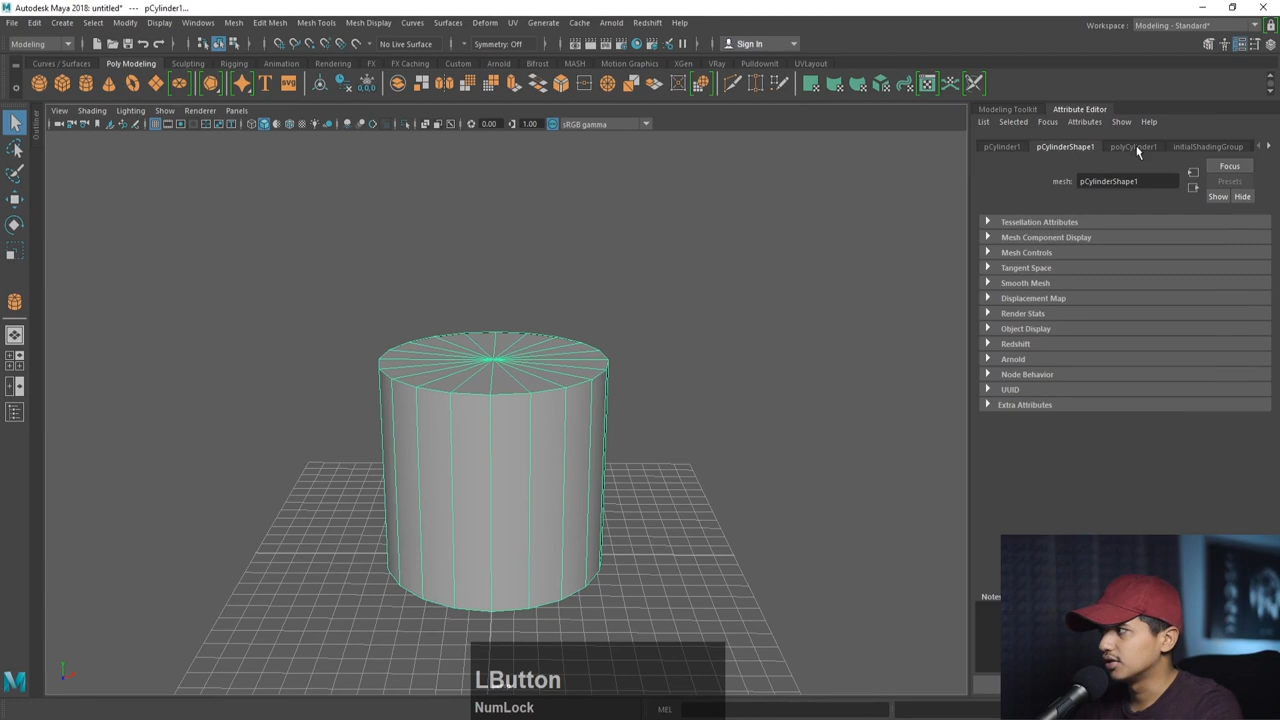 Autodesk Maya 2018: untitled* --- pCylinder1...
File Edit Create Select Modify Display Windows Mesh Edit Mesh Mesh Tools Mesh Display Curves Surfaces Deform UV Generate Cache Arnold Redshift Help
Workspace : Modeling - Standard*
Modeling No Live Surface Symmetry: Off Sign In
Curves / Surfaces Poly Modeling Sculpting Rigging Animation Rendering FX FX Caching Custom Arnold Bifrost MASH Motion Graphics XGen VRay Pulldownit UVLayout
T SVG
View Shading Lighting Show Renderer Panels
0.00 1.00 sRGB gamma
Outliner
Modeling Toolkit Attribute Editor
List Selected Focus Attributes Show Help
pCylinder1 pCylinderShape1 polyCylinder1 initialShadingGroup
Focus
mesh: pCylinderShape1
Presets
Show Hide
Tessellation Attributes
Mesh Component Display
Mesh Controls
Tangent Space
Smooth Mesh
Displacement Map
Render Stats
Object Display
Redshift
Arnold
Node Behavior
UUID
Extra Attributes
Notes
LButton
NumLock
MEL